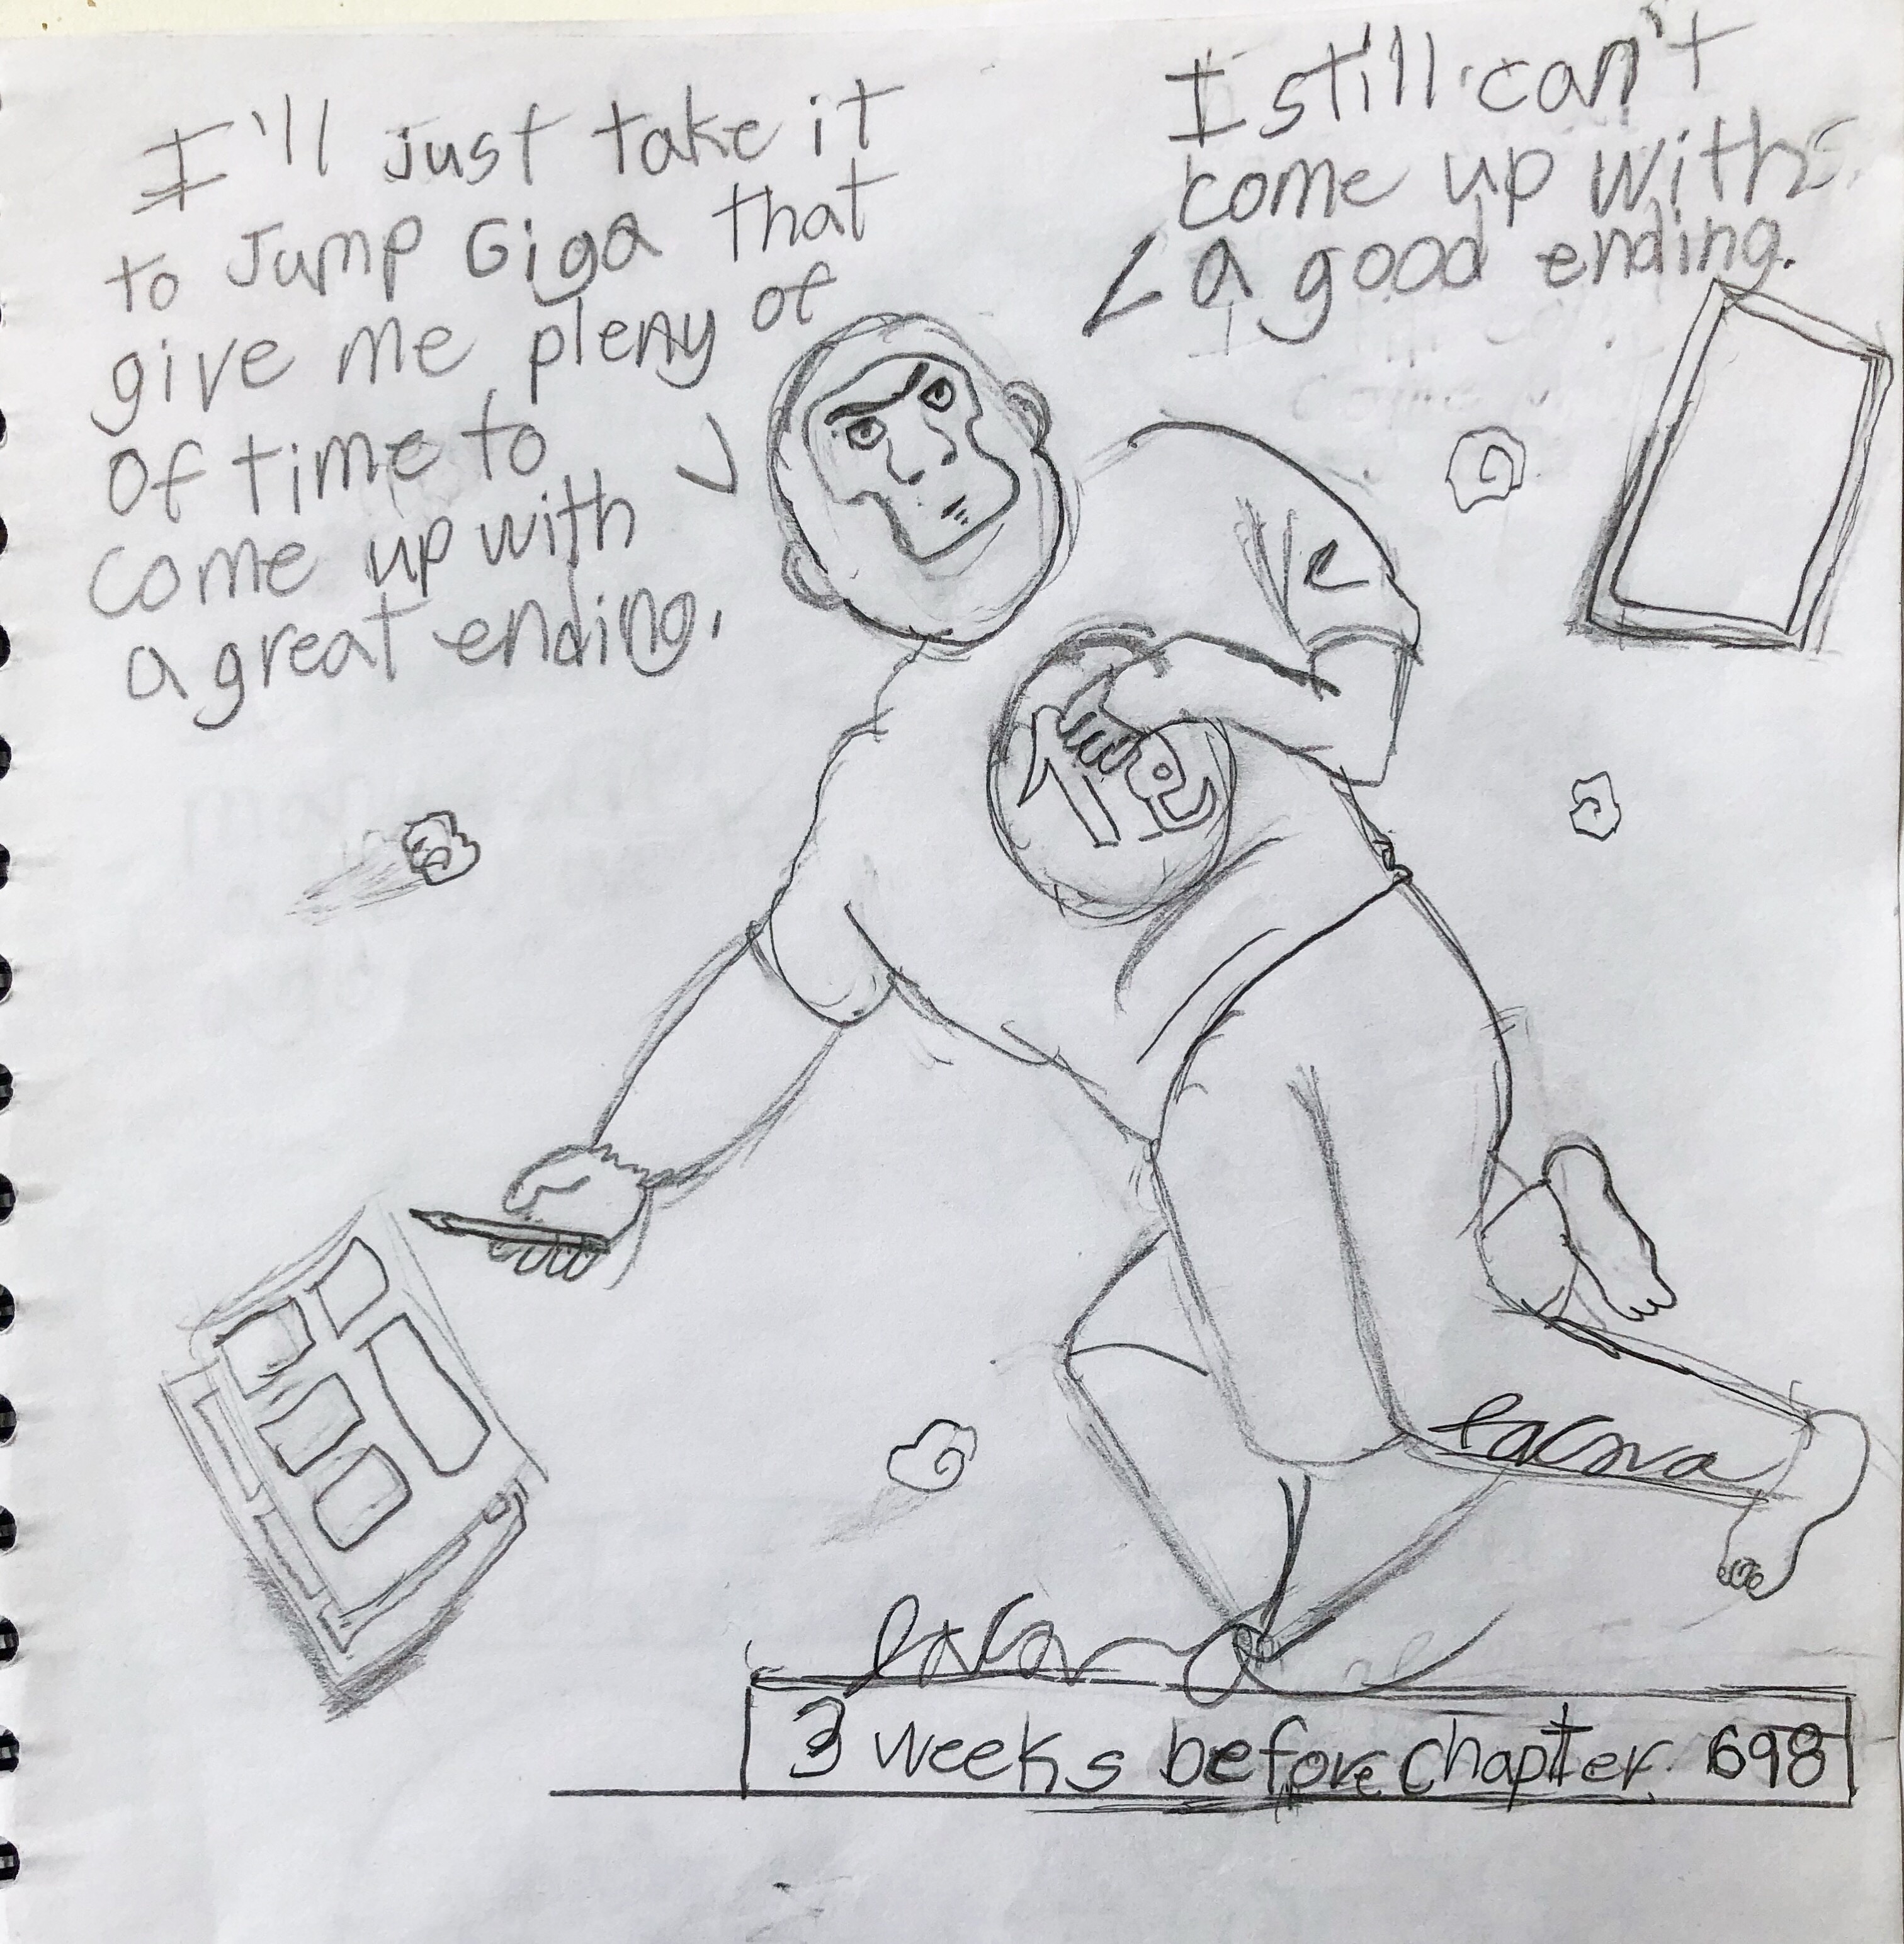 I'll Just take it
to Jump Giga that
give me pleny of
of time to
come up with
a great ending.
I still can't
come up with
a good ending.
3 weeks before chapter 698